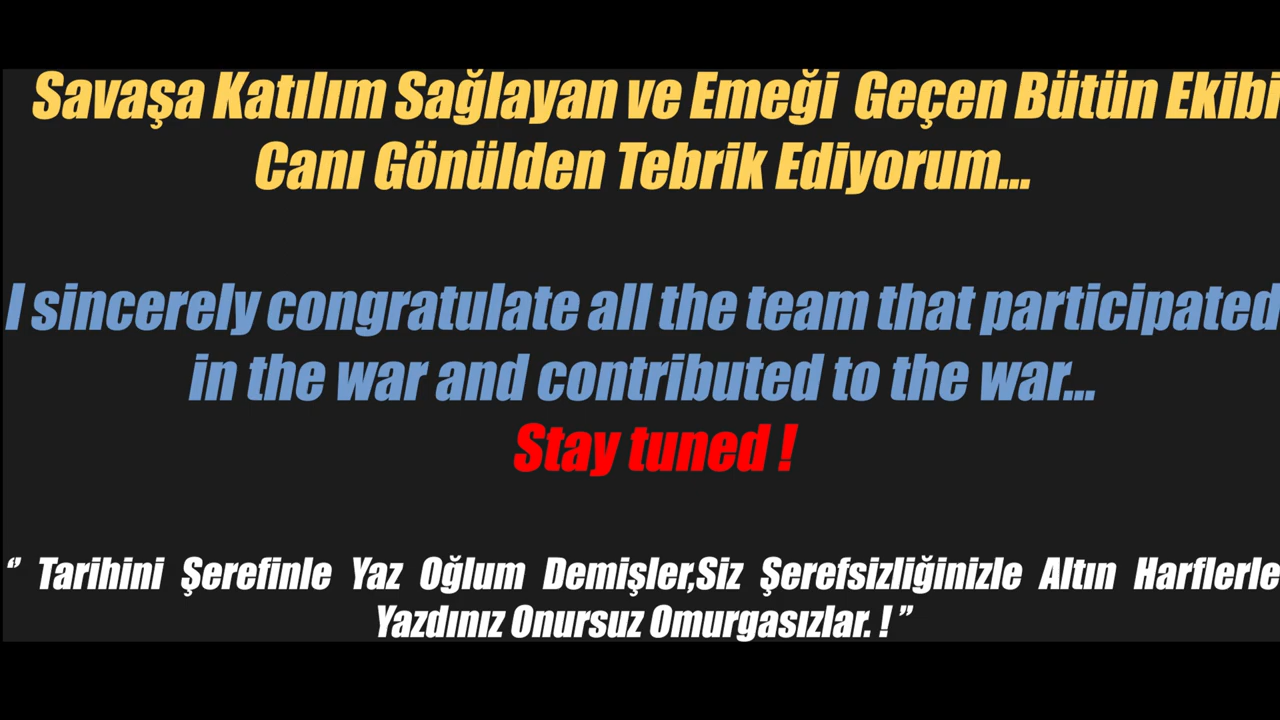 Savaşa Katılım Sağlayan ve Emeği Geçen Bütün Ekibi
Canı Gönülden Tebrik Ediyorum...
I sincerely congratulate all the team that participated
in the war and contributed to the war...
Stay tuned !
“ Tarihini Şerefinle Yaz Oğlum Demişler,Siz Şerefsizliğinizle Altın Harflerle
Yazdınız Onursuz Omurgasızlar. ! ”